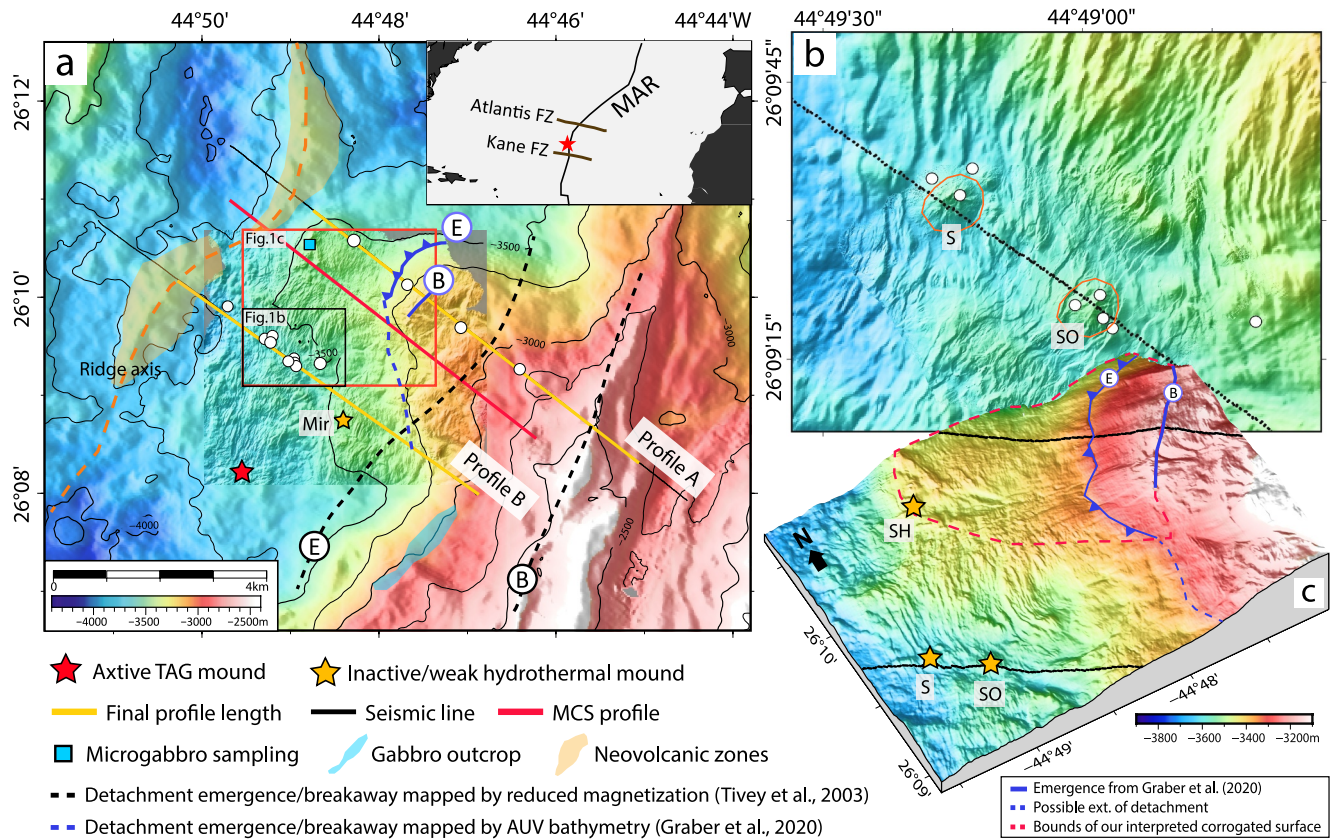 44°50' 44°48' 44°46' 44°44'W
a
26°12'
26°10'
26°08'
MAR
Atlantis FZ
Kane FZ
E
−3500
B
Fig.1c
Fig.1b
−3500
−3000
−3000
Ridge axis
Mir
Profile B
Profile A
−4000
−2500
E
B
0 4km
−4000 −3500 −3000 −2500m
44°49'30" 44°49'00"
b
26°09'45"
26°09'15"
S
SO
E
B
SH
N
c
S
SO
26°10'
26°09'
−44°49'
−44°48'
−3800 −3600 −3400 −3200m
Axtive TAG mound
Inactive/weak hydrothermal mound
Final profile length
Seismic line
MCS profile
Microgabbro sampling
Gabbro outcrop
Neovolcanic zones
Detachment emergence/breakaway mapped by reduced magnetization (Tivey et al., 2003)
Detachment emergence/breakaway mapped by AUV bathymetry (Graber et al., 2020)
Emergence from Graber et al. (2020)
Possible ext. of detachment
Bounds of our interpreted corrogated surface